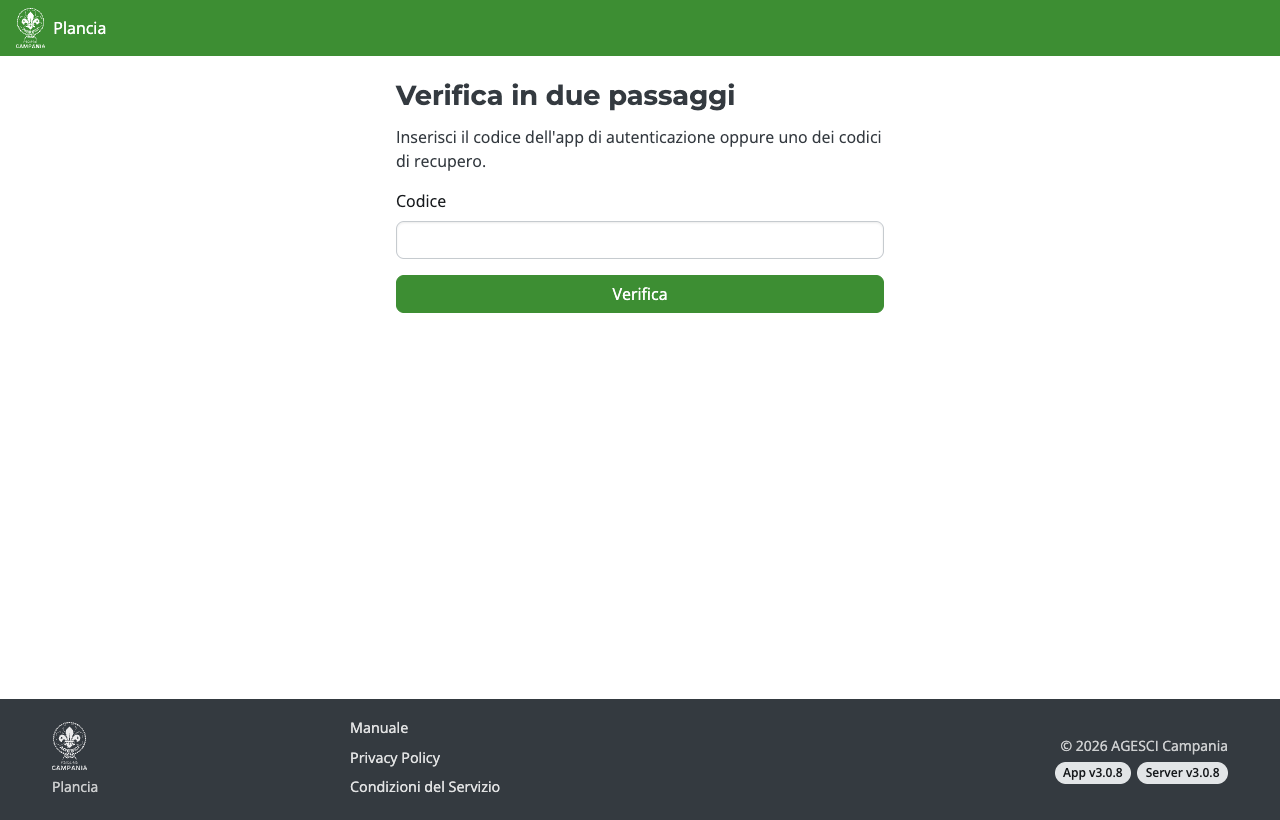 CAMPANIA
Plancia
Verifica in due passaggi
Inserisci il codice dell'app di autenticazione oppure uno dei codici
di recupero.
Codice
Verifica
CAMPANIA
Plancia
Manuale
Privacy Policy
Condizioni del Servizio
© 2026 AGESCI Campania
App v3.0.8
Server v3.0.8